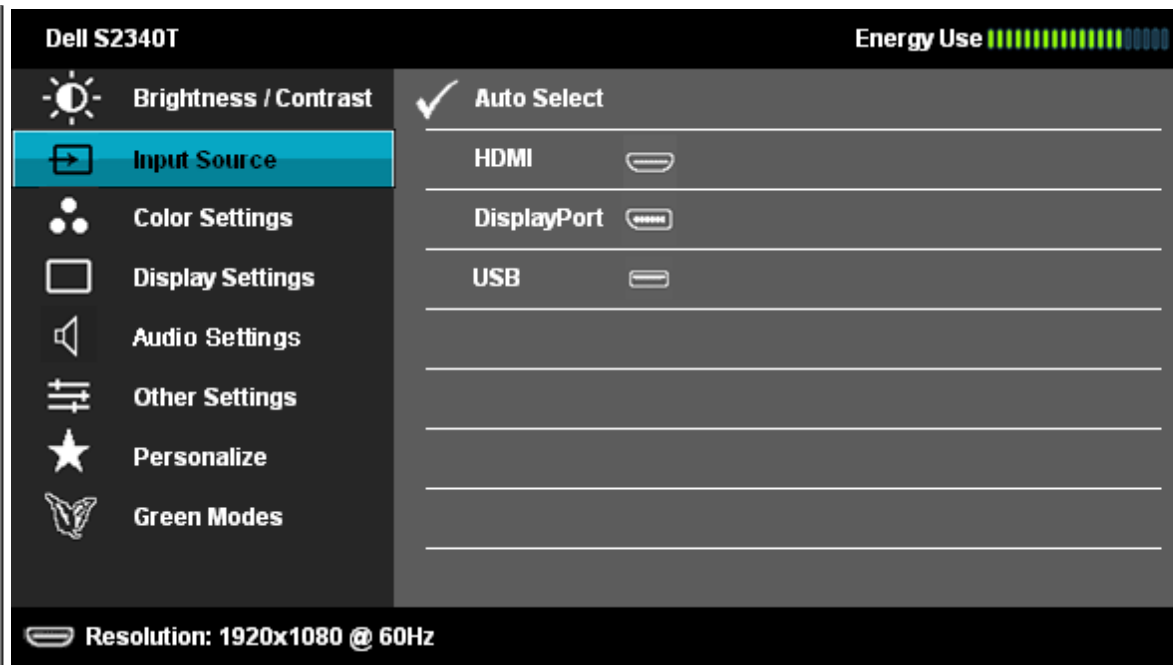 Dell S2340T Energy Use
Brightness / Contrast
Input Source
Color Settings
Display Settings
Audio Settings
Other Settings
Personalize
Green Modes
Auto Select
HDMI
DisplayPort
USB
Resolution: 1920x1080 @ 60Hz